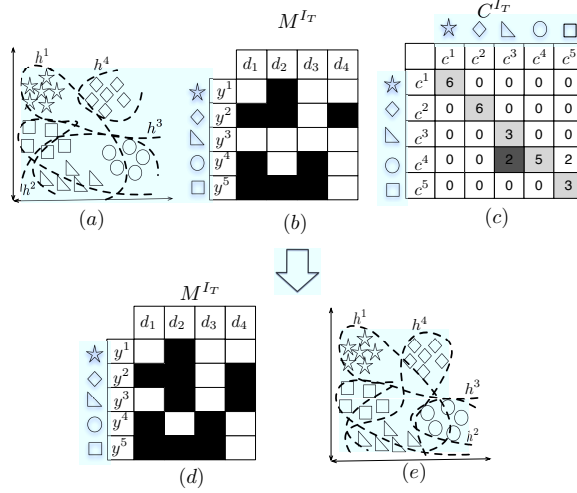 M^{I_T}
C^{I_T}
h^1
h^4
h^3
h^2
(a)
d_1 d_2 d_3 d_4
y^1
y^2
y^3
y^4
y^5
(b)
c^1 c^2 c^3 c^4 c^5
c^1 6 0 0 0 0
c^2 0 6 0 0 0
c^3 0 0 3 0 0
c^4 0 0 2 5 2
c^5 0 0 0 0 3
(c)
M^{I_T}
d_1 d_2 d_3 d_4
y^1
y^2
y^3
y^4
y^5
(d)
h^1
h^4
h^3
h^2
(e)